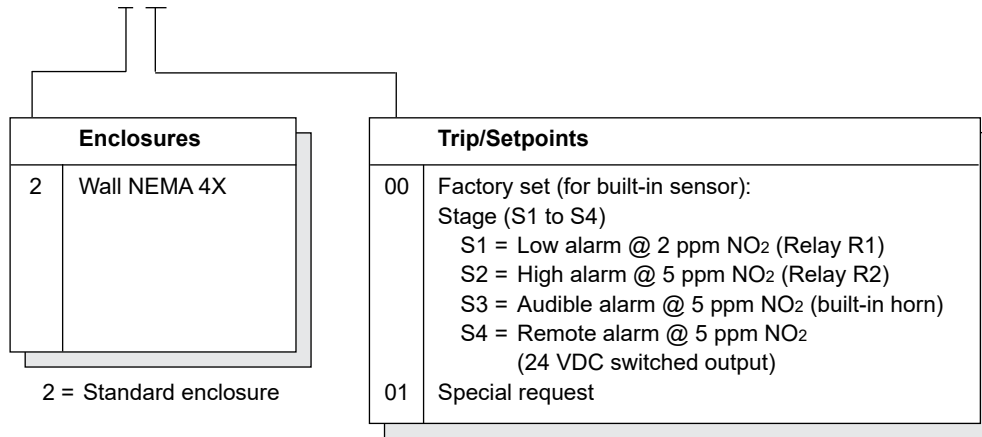 Enclosures
2 Wall NEMA 4X
2 = Standard enclosure
Trip/Setpoints
00 Factory set (for built-in sensor):
Stage (S1 to S4)
S1 = Low alarm @ 2 ppm NO2 (Relay R1)
S2 = High alarm @ 5 ppm NO2 (Relay R2)
S3 = Audible alarm @ 5 ppm NO2 (built-in horn)
S4 = Remote alarm @ 5 ppm NO2
(24 VDC switched output)
01 Special request